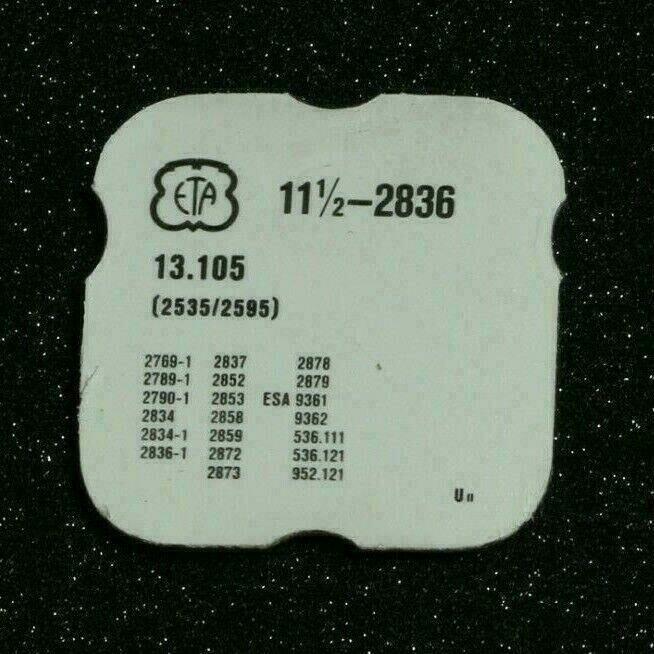 ETA 11½–2836
13.105
(2535/2595)
2769-1 2837 2878
2789-1 2852 2879
2790-1 2853 ESA 9361
2834 2858 9362
2834-1 2859 536.111
2836-1 2872 536.121
2873 952.121
U II